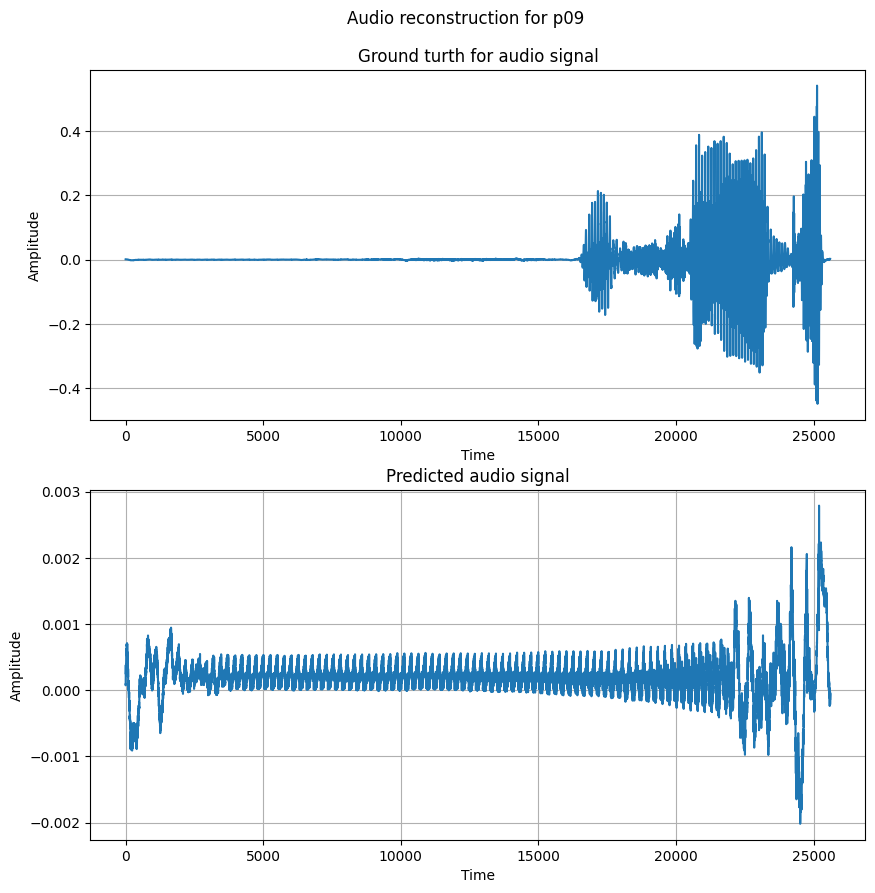 Audio reconstruction for p09
Ground turth for audio signal
Amplitude
0.4
0.2
0.0
−0.2
−0.4
0 5000 10000 15000 20000 25000
Time
Predicted audio signal
Amplitude
0.003
0.002
0.001
0.000
−0.001
−0.002
0 5000 10000 15000 20000 25000
Time